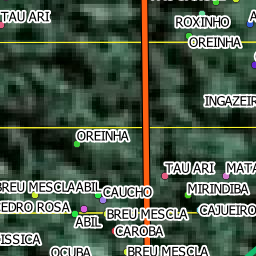 TAU ARI
ROXINHO
OREINHA
INGAZEIR
OREINHA
TAU ARI
MATA
BREU MESCLA
ABIL
CAUCHO
MIRINDIBA
CEDRO ROSA
BREU MESCLA
CAJUEIRO
ABIL
CAROBA
ISSICA
OCUBA
BREU MESCLA